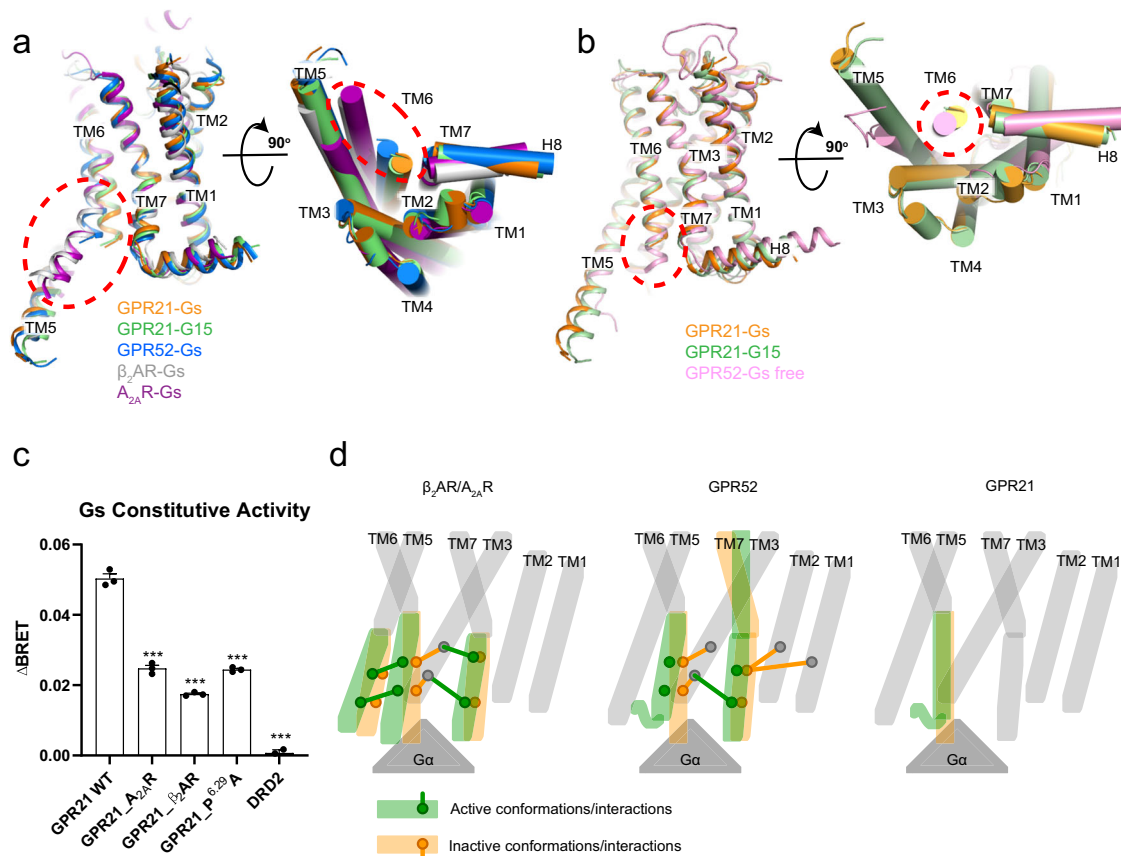 a
TM5
TM6
TM2
TM6
TM7
H8
90°
TM7
TM1
TM3
TM2
TM1
TM4
TM5
GPR21-Gs
GPR21-G15
GPR52-Gs
β2AR-Gs
A2AR-Gs
b
TM5
TM6
TM7
TM6
TM3
TM2
90°
H8
TM7
TM1
TM3
TM2
TM1
H8
TM5
TM4
GPR21-Gs
GPR21-G15
GPR52-Gs free
c
Gs Constitutive Activity
ΔBRET
0.06
0.04
0.02
0.00
***
***
***
***
GPR21 WT
GPR21_A2AR
GPR21_β2AR
GPR21_P6.29A
DRD2
d
β2AR/A2AR
TM6 TM5 TM7 TM3
TM2 TM1
Gα
GPR52
TM6 TM5 TM7 TM3
TM2 TM1
Gα
GPR21
TM6 TM5 TM7 TM3
TM2 TM1
Gα
Active conformations/interactions
Inactive conformations/interactions